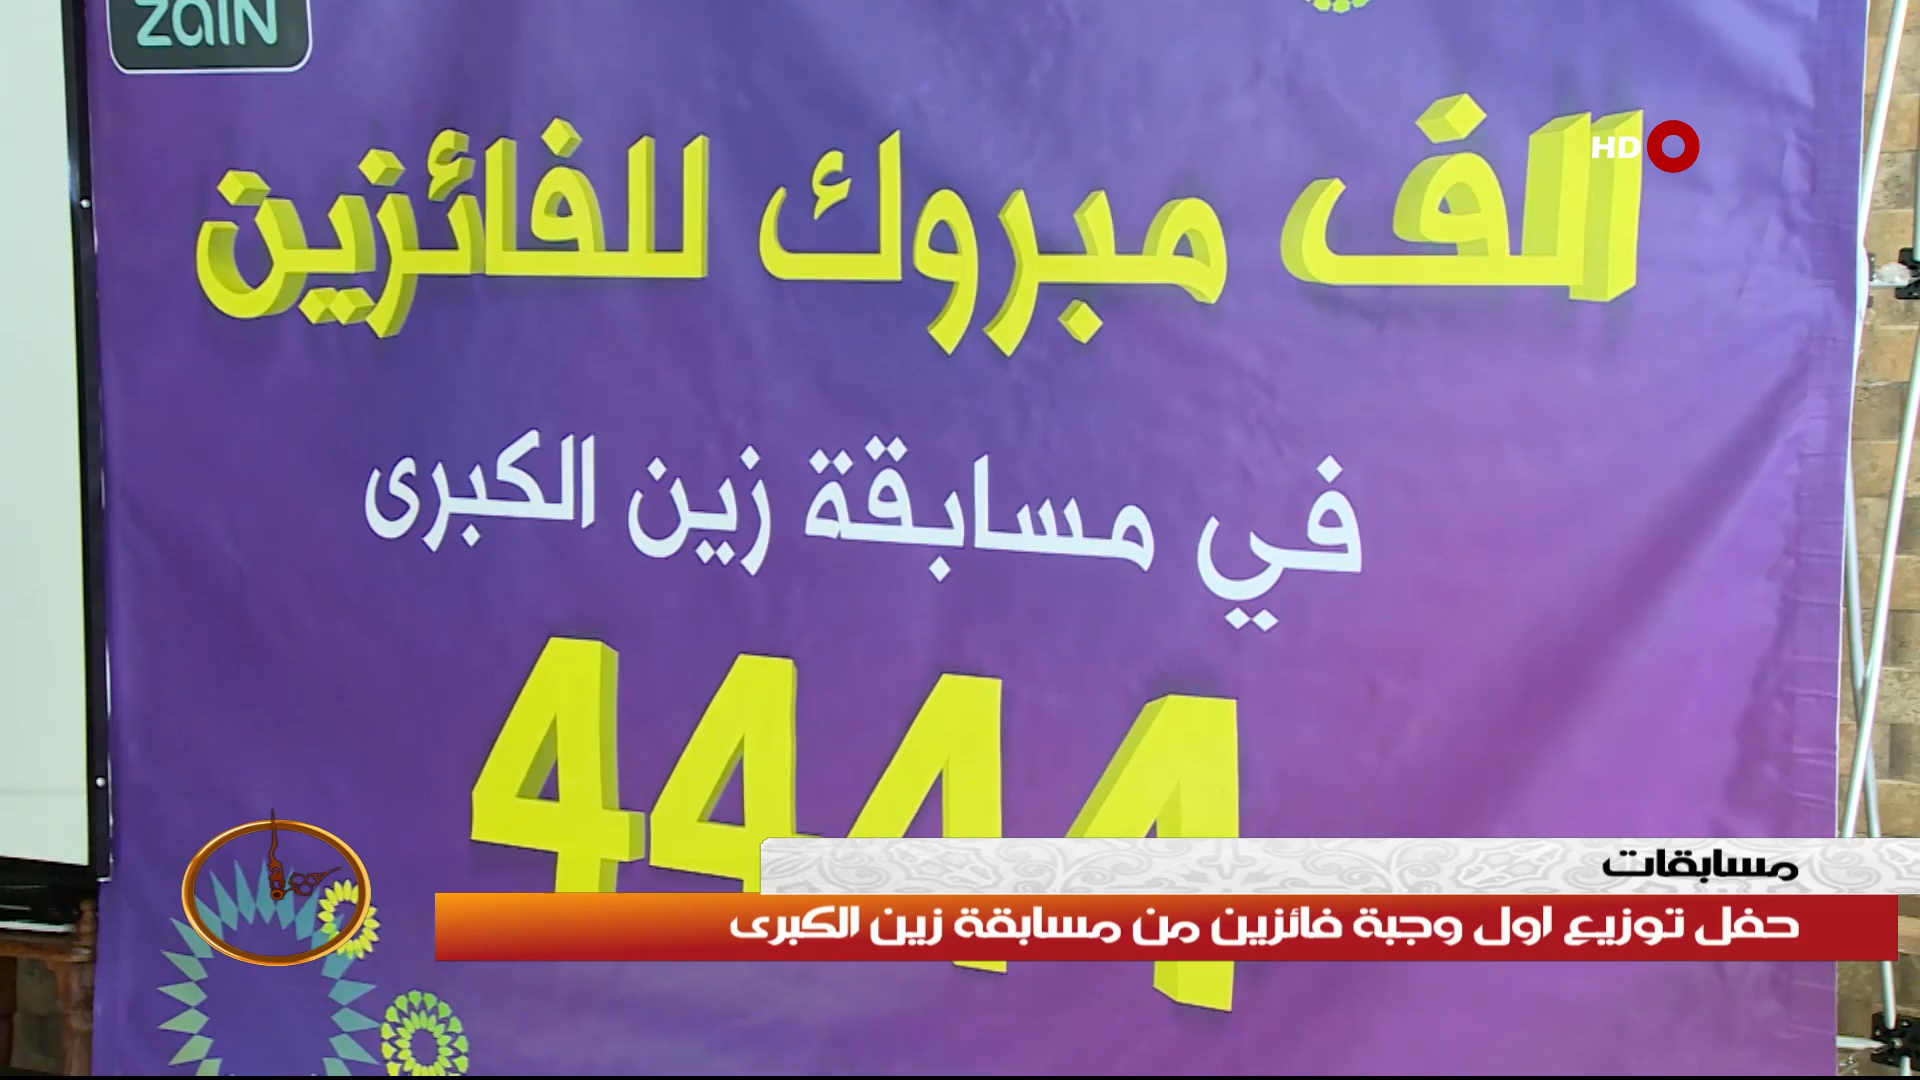 zain
HD
الف مبروك للفائزين
في مسابقة زين الكبرى
4444
مسابقات
حفل توزيع اول وجبة فائزين من مسابقة زين الكبرى